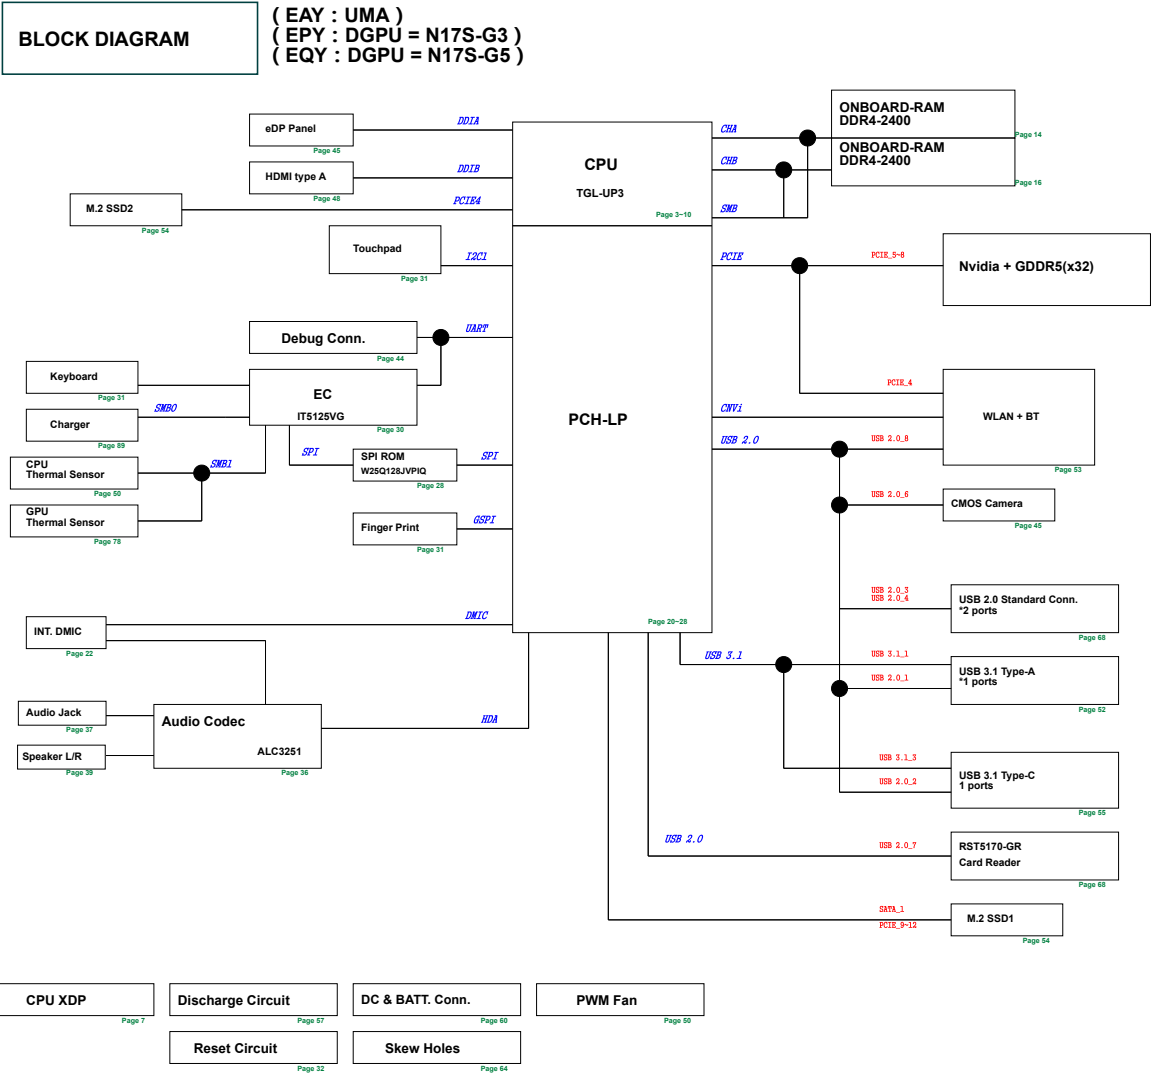 BLOCK DIAGRAM
( EAY : UMA )
( EPY : DGPU = N17S-G3 )
( EQY : DGPU = N17S-G5 )
eDP Panel
Page 45
DDIA
HDMI type A
Page 48
DDIB
M.2 SSD2
Page 54
PCIE4
CPU
TGL-UP3
Page 3~10
CHA
CHB
SMB
ONBOARD-RAM
DDR4-2400
Page 14
ONBOARD-RAM
DDR4-2400
Page 16
Touchpad
Page 31
I2C1
PCIE
PCIE_5~8
Nvidia + GDDR5(x32)
Debug Conn.
Page 44
UART
Keyboard
Page 31
EC
IT5125VG
Page 30
Charger
Page 89
SMB0
CPU
Thermal Sensor
Page 50
SMB1
GPU
Thermal Sensor
Page 78
SPI
SPI ROM
W25Q128JVPIQ
Page 28
SPI
Finger Print
Page 31
GSPI
PCH-LP
Page 20~28
PCIE_4
CNVi
USB 2.0
USB 2.0_8
WLAN + BT
Page 53
USB 2.0_6
CMOS Camera
Page 45
USB 2.0_3
USB 2.0_4
USB 2.0 Standard Conn.
*2 ports
Page 68
INT. DMIC
Page 22
DMIC
USB 3.1
USB 3.1_1
USB 2.0_1
USB 3.1 Type-A
*1 ports
Page 52
Audio Jack
Page 37
Speaker L/R
Page 39
Audio Codec
ALC3251
Page 36
HDA
USB 3.1_3
USB 2.0_2
USB 3.1 Type-C
1 ports
Page 55
USB 2.0
USB 2.0_7
RST5170-GR
Card Reader
Page 68
SATA_1
PCIE_9~12
M.2 SSD1
Page 54
CPU XDP
Page 7
Discharge Circuit
Page 57
DC & BATT. Conn.
Page 60
PWM Fan
Page 50
Reset Circuit
Page 32
Skew Holes
Page 64